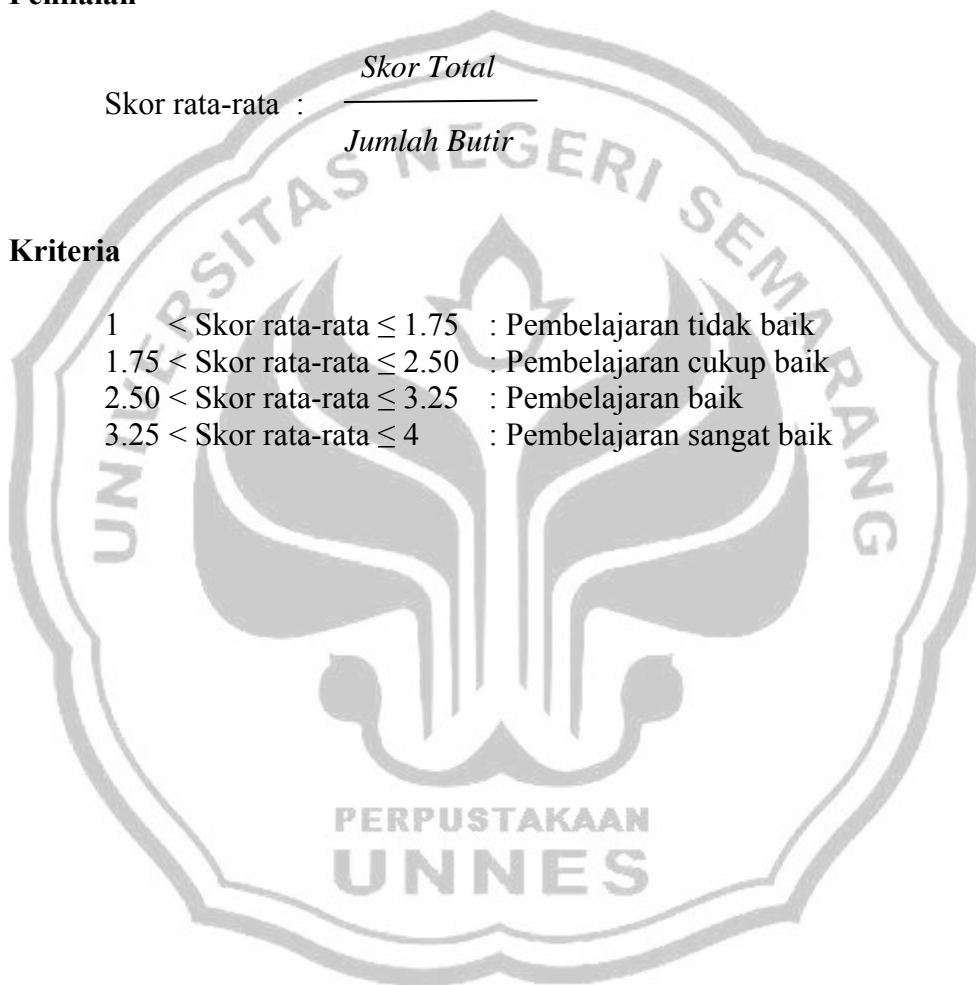 Skor Total
Skor rata-rata :
Jumlah Butir
UNIVERSITAS NEGERI SEMARANG
Kriteria
1 < Skor rata-rata ≤ 1.75 : Pembelajaran tidak baik
1.75 < Skor rata-rata ≤ 2.50 : Pembelajaran cukup baik
2.50 < Skor rata-rata ≤ 3.25 : Pembelajaran baik
3.25 < Skor rata-rata ≤ 4 : Pembelajaran sangat baik
PERPUSTAKAAN
UNNES